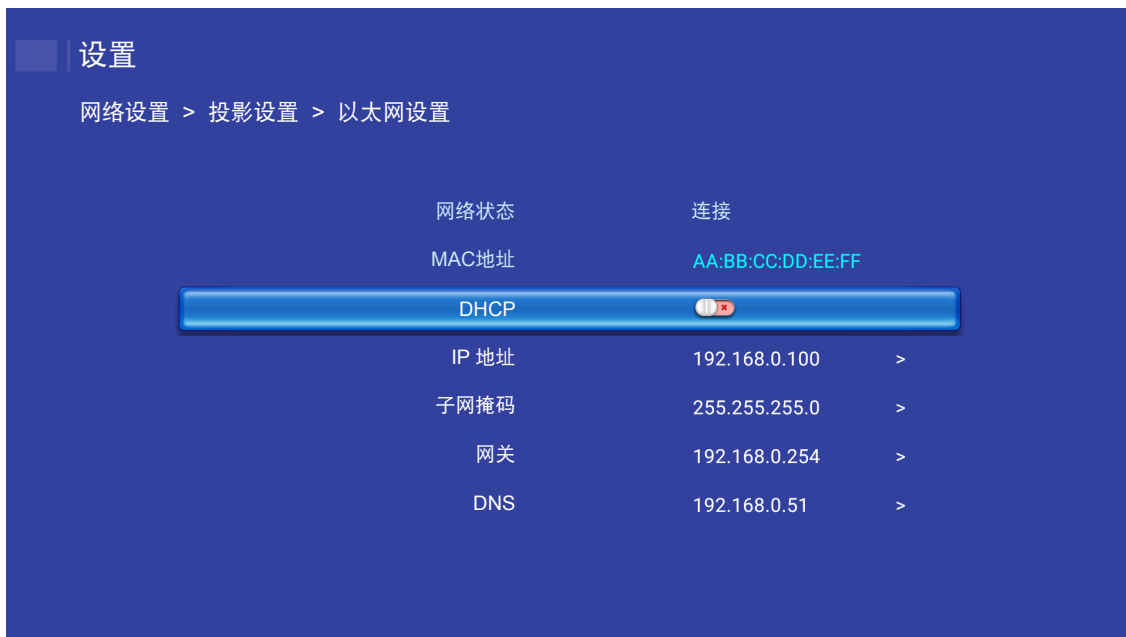 设置
网络设置 > 投影设置 > 以太网设置
网络状态 连接
MAC地址 AA:BB:CC:DD:EE:FF
DHCP
IP 地址 192.168.0.100 >
子网掩码 255.255.255.0 >
网关 192.168.0.254 >
DNS 192.168.0.51 >